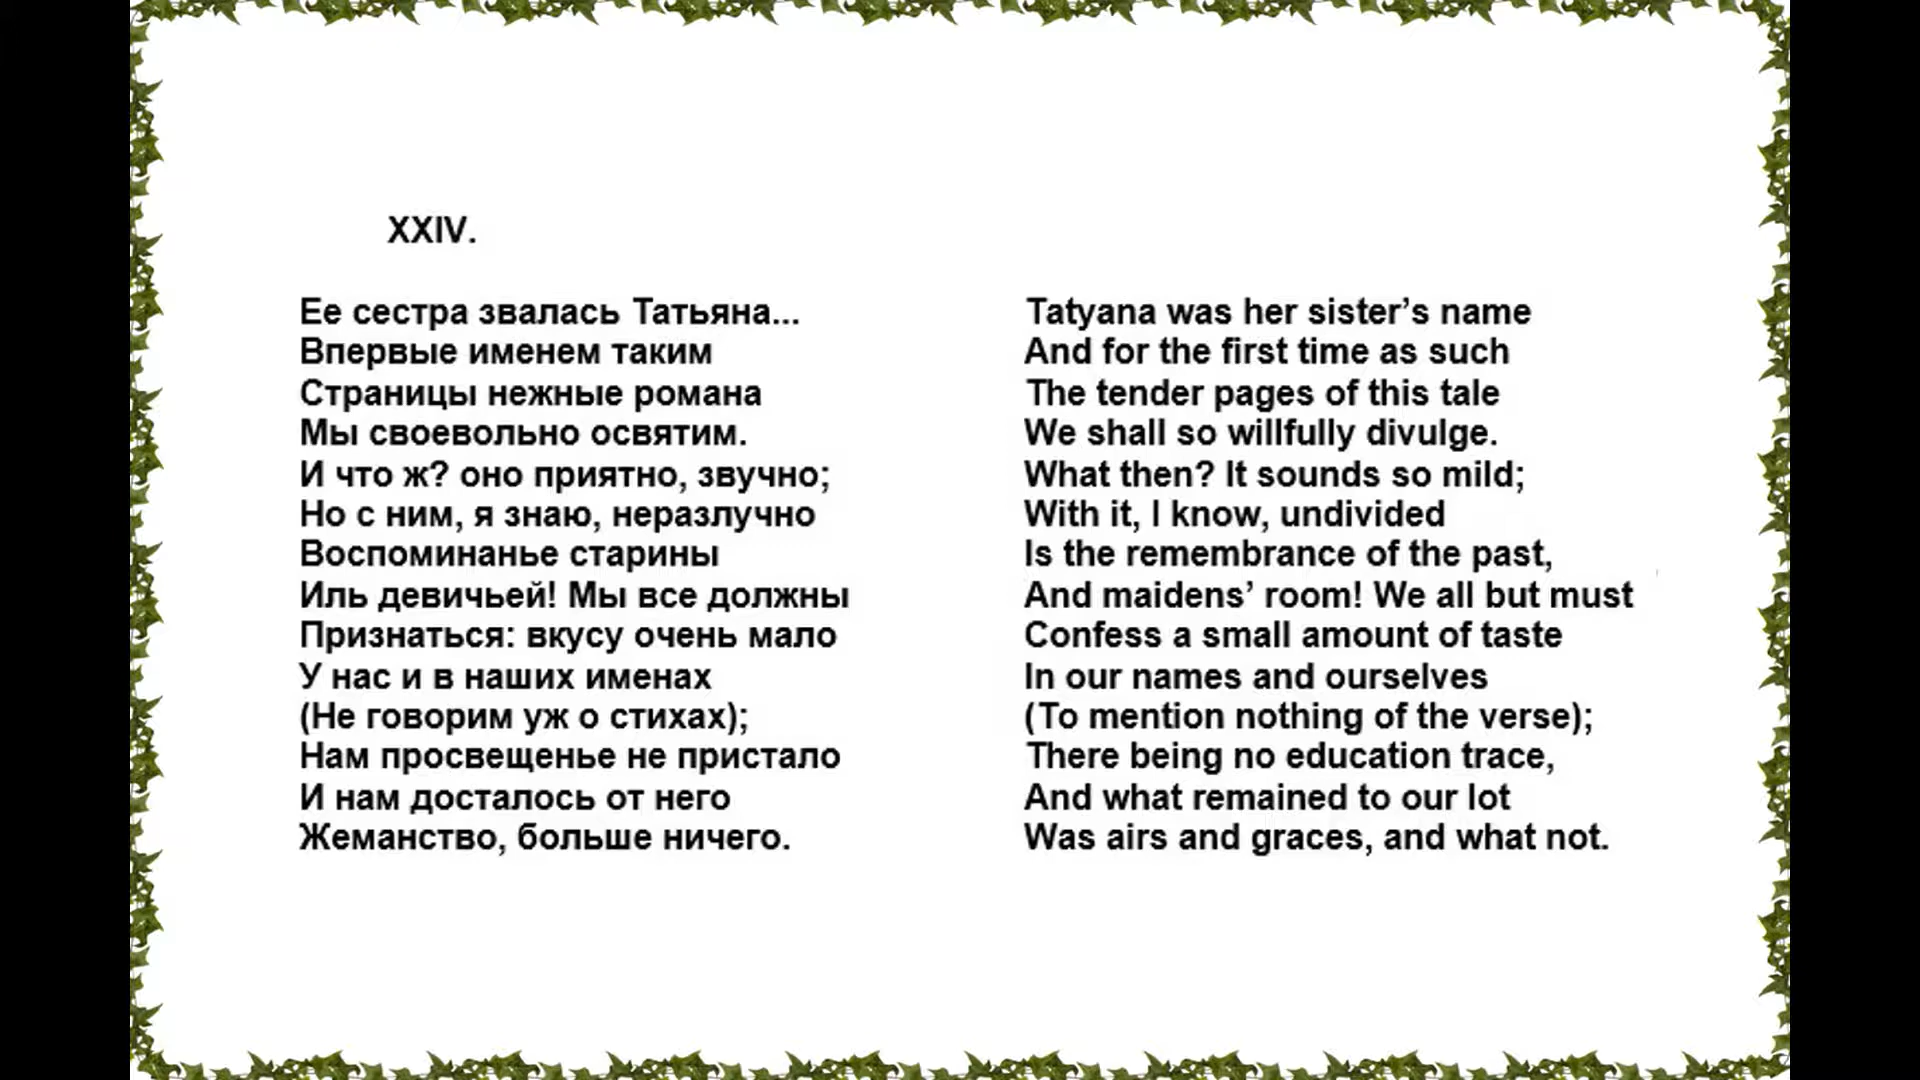 XXIV.
Ее сестра звалась Татьяна...
Впервые именем таким
Страницы нежные романа
Мы своевольно освятим.
И что ж? оно приятно, звучно;
Но с ним, я знаю, неразлучно
Воспоминанье старины
Иль девичьей! Мы все должны
Признаться: вкусу очень мало
У нас и в наших именах
(Не говорим уж о стихах);
Нам просвещенье не пристало
И нам досталось от него
Жеманство, больше ничего.
Tatyana was her sister’s name
And for the first time as such
The tender pages of this tale
We shall so willfully divulge.
What then? It sounds so mild;
With it, I know, undivided
Is the remembrance of the past,
And maidens’ room! We all but must
Confess a small amount of taste
In our names and ourselves
(To mention nothing of the verse);
There being no education trace,
And what remained to our lot
Was airs and graces, and what not.